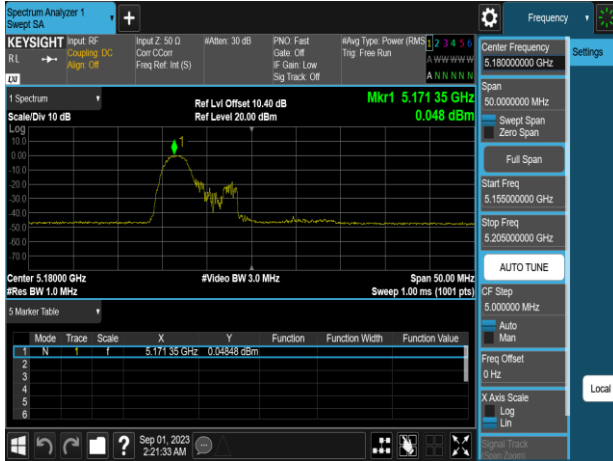 Spectrum Analyzer 1
Swept SA
+
Frequency
KEYSIGHT
RL
LXI
Input: RF
Coupling: DC
Align: Off
Input Z: 50 Ω
Corr CCorr
Freq Ref: Int (S)
#Atten: 30 dB
PNO: Fast
Gate: Off
IF Gain: Low
Sig Track: Off
#Avg Type: Power (RMS
Trig: Free Run
1 2 3 4 5 6
A W W W W W
A N N N N N
Center Frequency
5.180000000 GHz
Settings
1 Spectrum
Scale/Div 10 dB
Ref Lvl Offset 10.40 dB
Ref Level 20.00 dBm
Mkr1 5.171 35 GHz
0.048 dBm
Log
10.0
0.00
-10.0
-20.0
-30.0
-40.0
-50.0
-60.0
-70.0
1
Center 5.18000 GHz
#Res BW 1.0 MHz
#Video BW 3.0 MHz
Span 50.00 MHz
Sweep 1.00 ms (1001 pts)
Span
50.0000000 MHz
Swept Span
Zero Span
Full Span
Start Freq
5.155000000 GHz
Stop Freq
5.205000000 GHz
AUTO TUNE
CF Step
5.000000 MHz
Auto
Man
Freq Offset
0 Hz
X Axis Scale
Log
Lin
Signal Track
(Span Zoom)
Local
5 Marker Table
Mode Trace Scale X Y Function Function Width Function Value
1 N 1 f 5.171 35 GHz 0.04848 dBm
2
3
4
5
6
?
Sep 01, 2023
2:21:33 AM